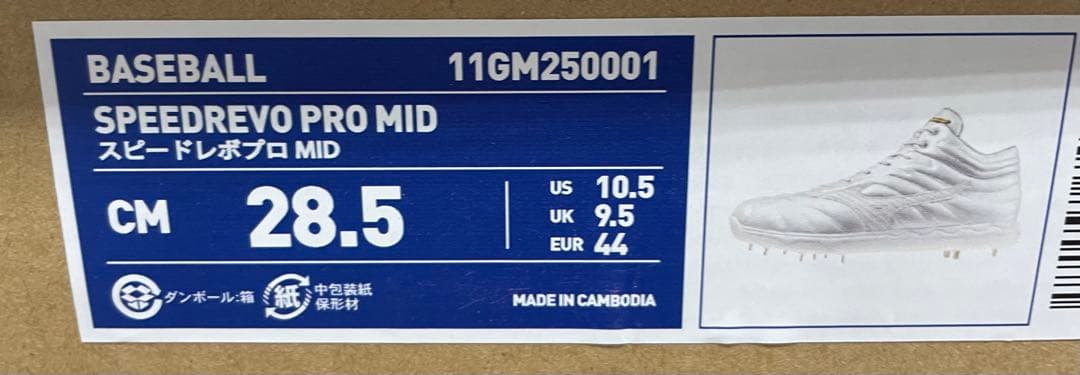 BASEBALL 11GM250001
SPEEDREVO PRO MID
スピードレボプロ MID
CM 28.5
US 10.5
UK 9.5
EUR 44
ダンボール:箱
紙
中包装紙
保形材
MADE IN CAMBODIA